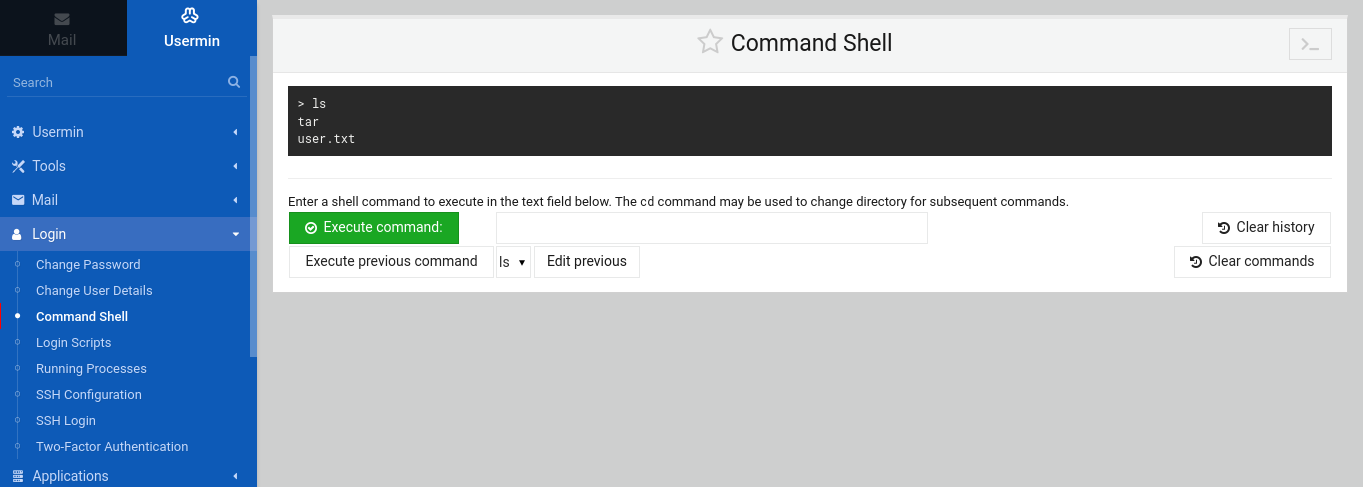 Mail
Usermin
Search
Usermin
Tools
Mail
Login
Change Password
Change User Details
Command Shell
Login Scripts
Running Processes
SSH Configuration
SSH Login
Two-Factor Authentication
Applications
Command Shell
> ls
tar
user.txt
Enter a shell command to execute in the text field below. The cd command may be used to change directory for subsequent commands.
Execute command:
Clear history
Execute previous command
ls
Edit previous
Clear commands